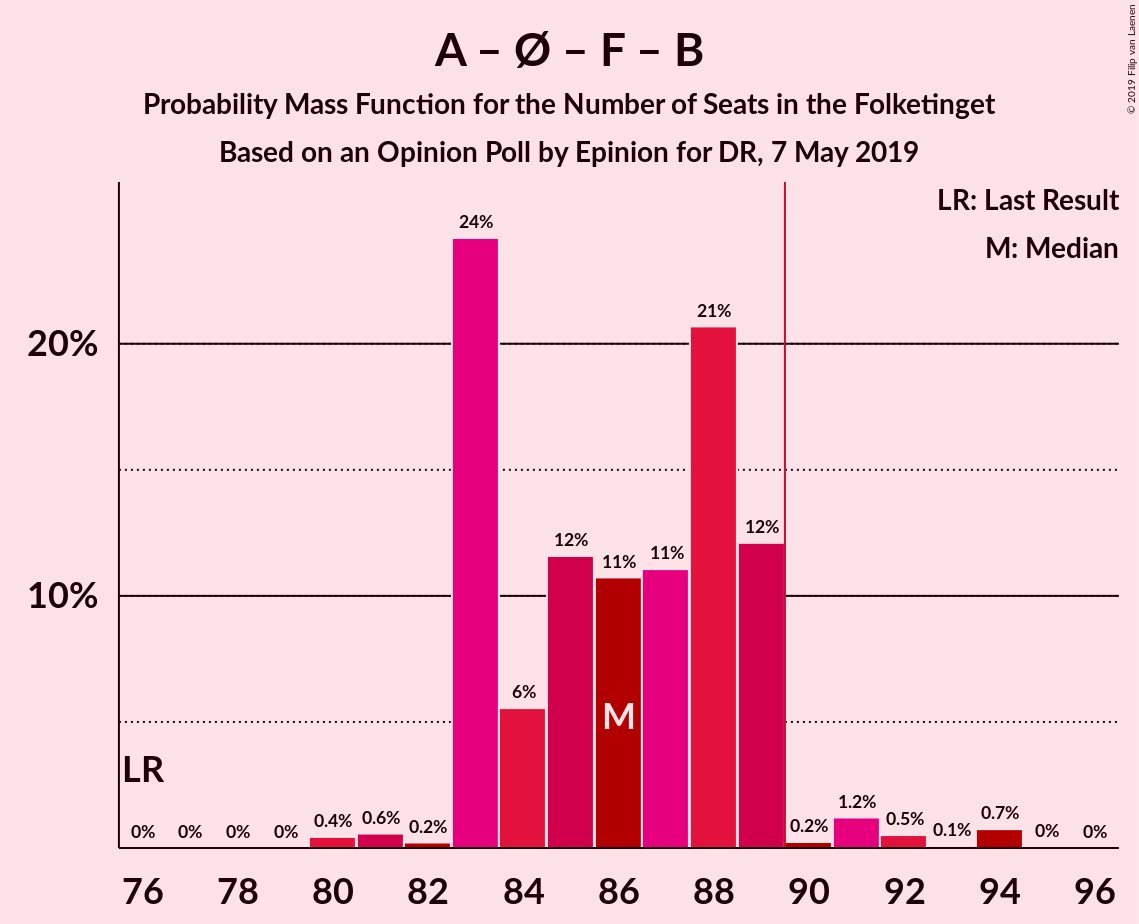 A – Ø – F – B
Probability Mass Function for the Number of Seats in the Folketinget
Based on an Opinion Poll by Epinion for DR, 7 May 2019
© 2019 Filip van Laenen
LR: Last Result
M: Median
20%
10%
LR
M
0%
0%
0%
0%
0.4%
0.6%
0.2%
24%
6%
12%
11%
11%
21%
12%
0.2%
1.2%
0.5%
0.1%
0.7%
0%
0%
76 78 80 82 84 86 88 90 92 94 96